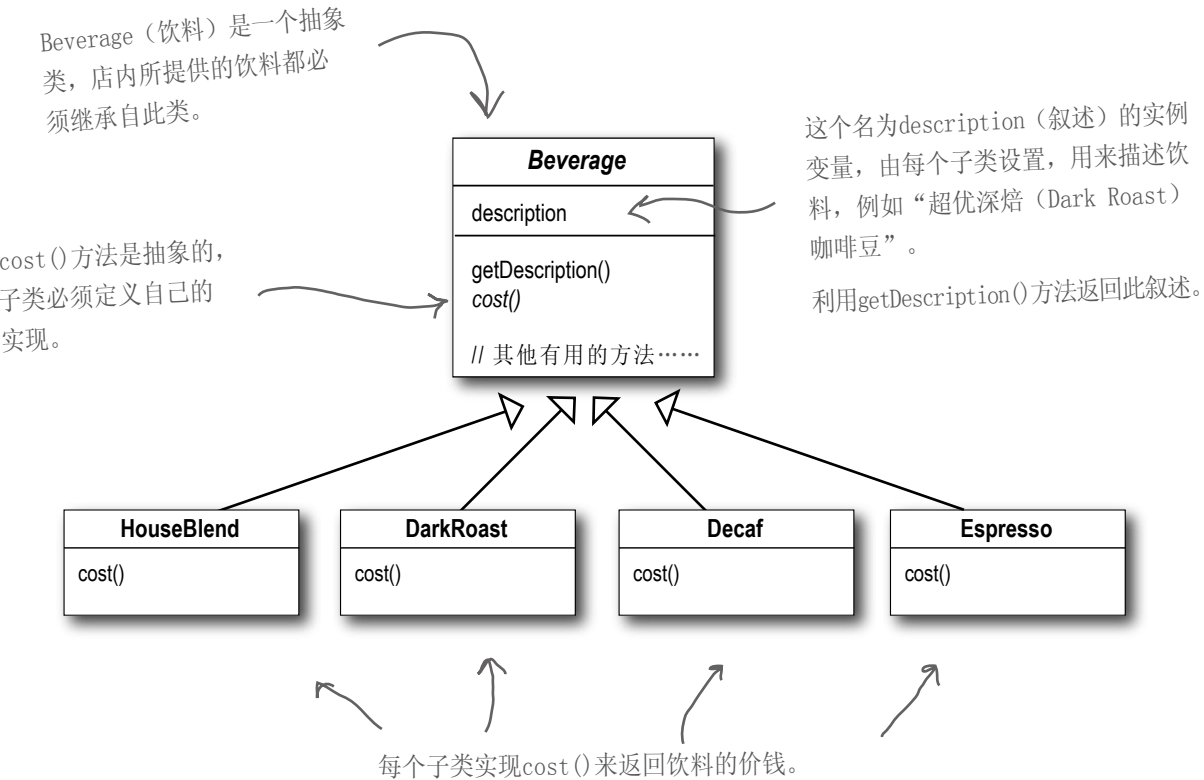 Beverage（饮料）是一个抽象
类，店内所提供的饮料都必
须继承自此类。
Beverage
description
getDescription()
cost()
// 其他有用的方法……
这个名为description（叙述）的实例
变量，由每个子类设置，用来描述饮
料，例如“超优深焙（Dark Roast）
咖啡豆”。
利用getDescription()方法返回此叙述。
cost()方法是抽象的，
子类必须定义自己的
实现。
HouseBlend
cost()
DarkRoast
cost()
Decaf
cost()
Espresso
cost()
每个子类实现cost()来返回饮料的价钱。